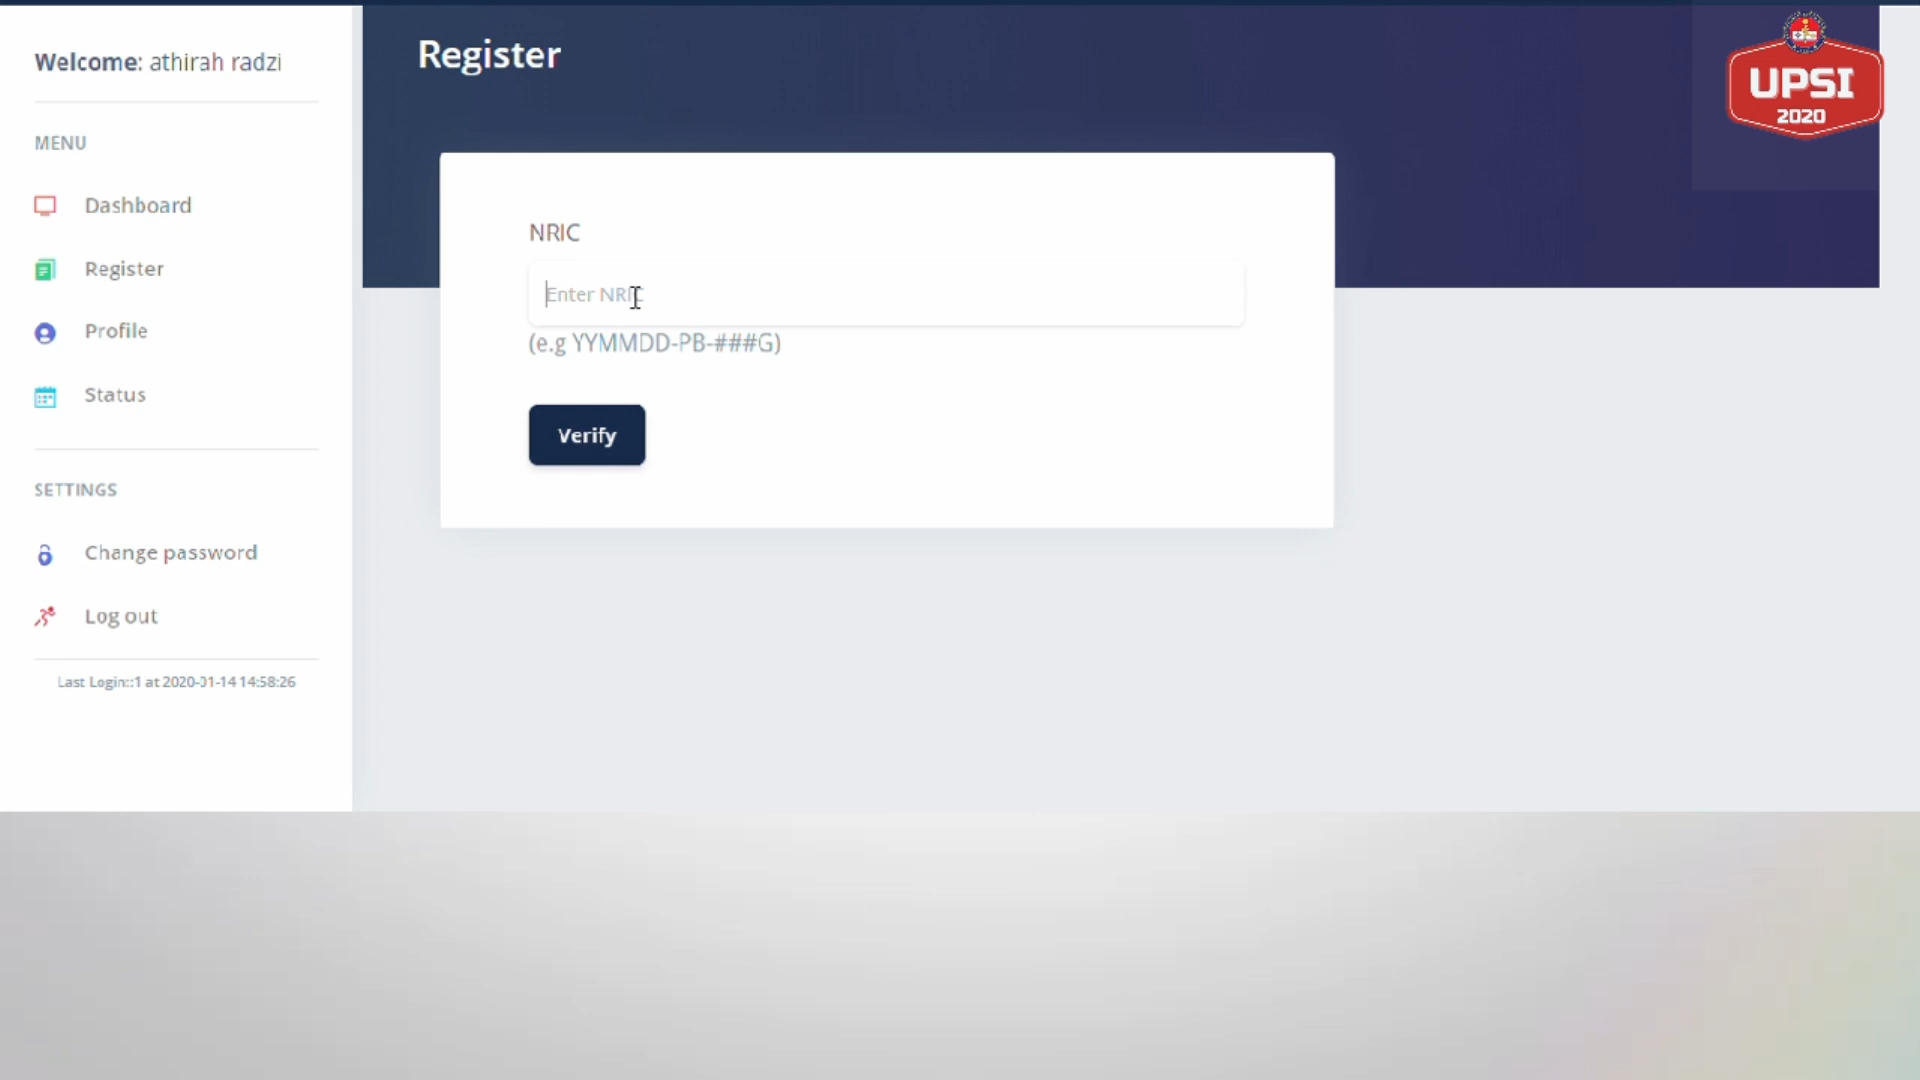 Welcome: athirah radzi
MENU
Dashboard
Register
Profile
Status
SETTINGS
Change password
Log out
Last Login::1 at 2020-01-14 14:58:26
Register
NRIC
Enter NRIC
(e.g YYMMDD-PB-###G)
Verify
UPSI
2020